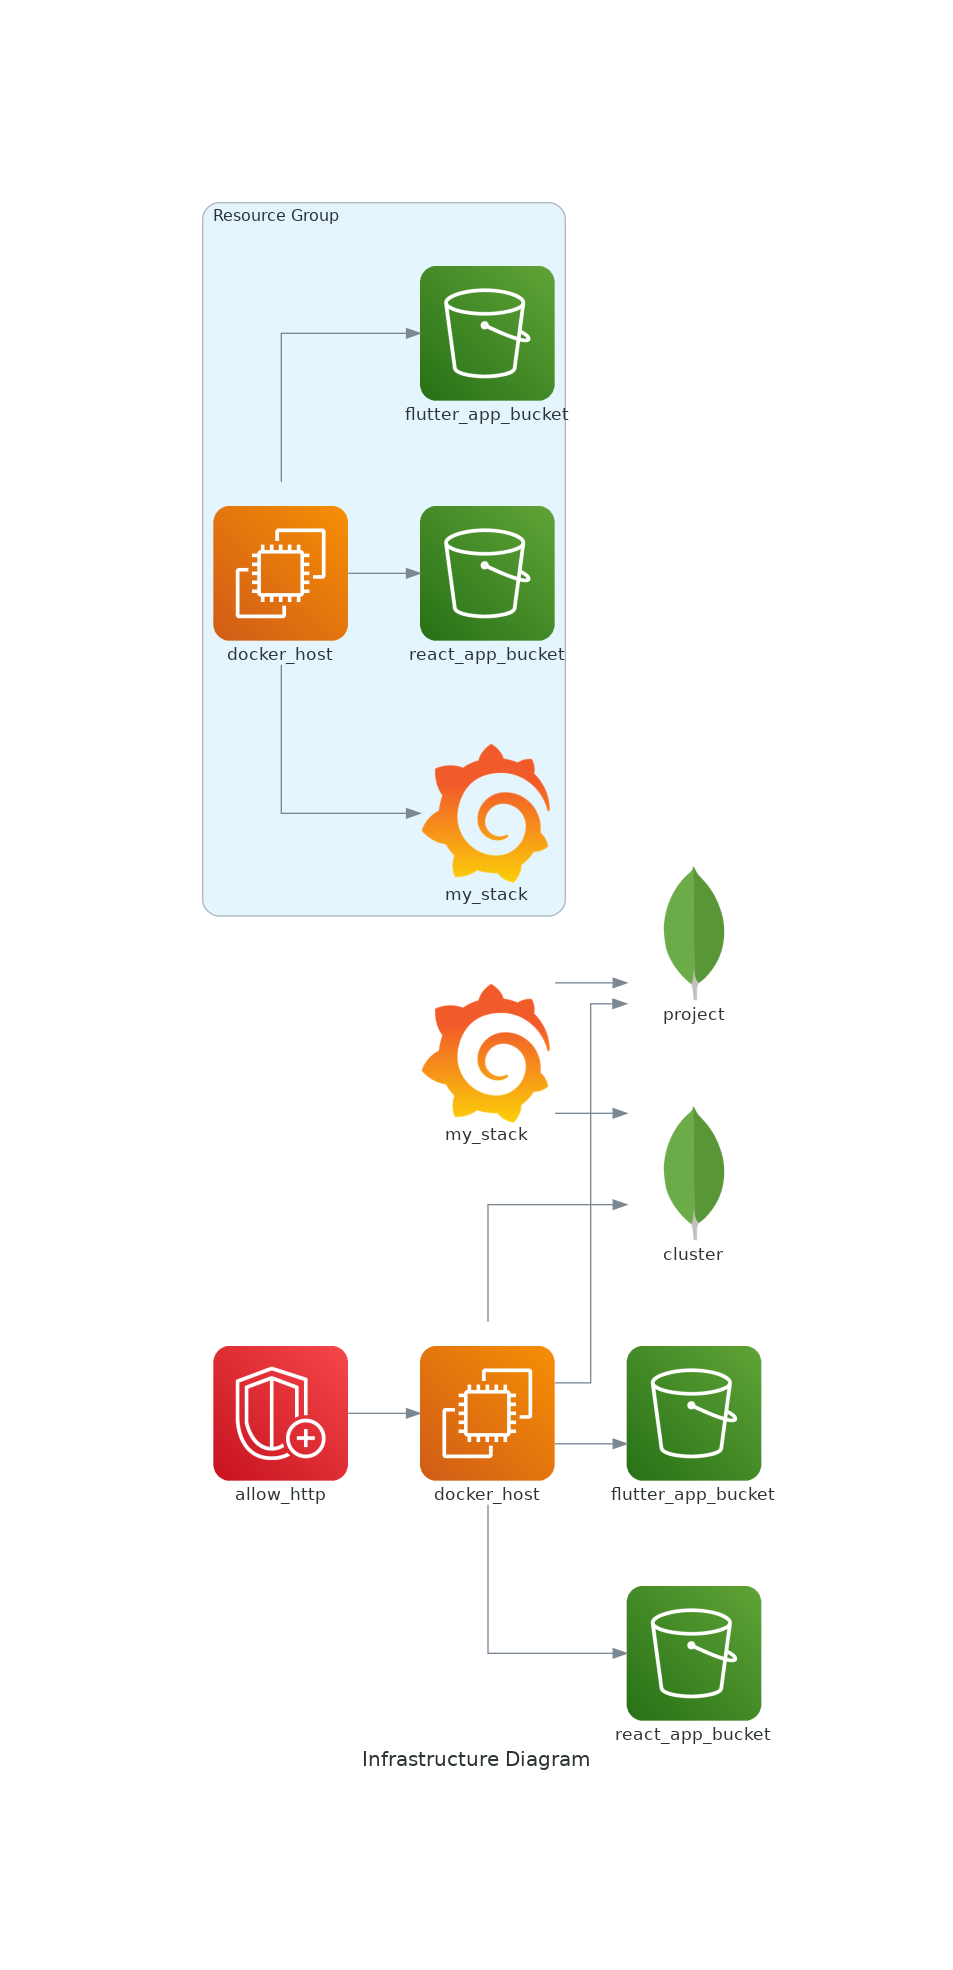 Resource Group
flutter_app_bucket
docker_host
react_app_bucket
my_stack
project
my_stack
cluster
allow_http
docker_host
flutter_app_bucket
react_app_bucket
Infrastructure Diagram